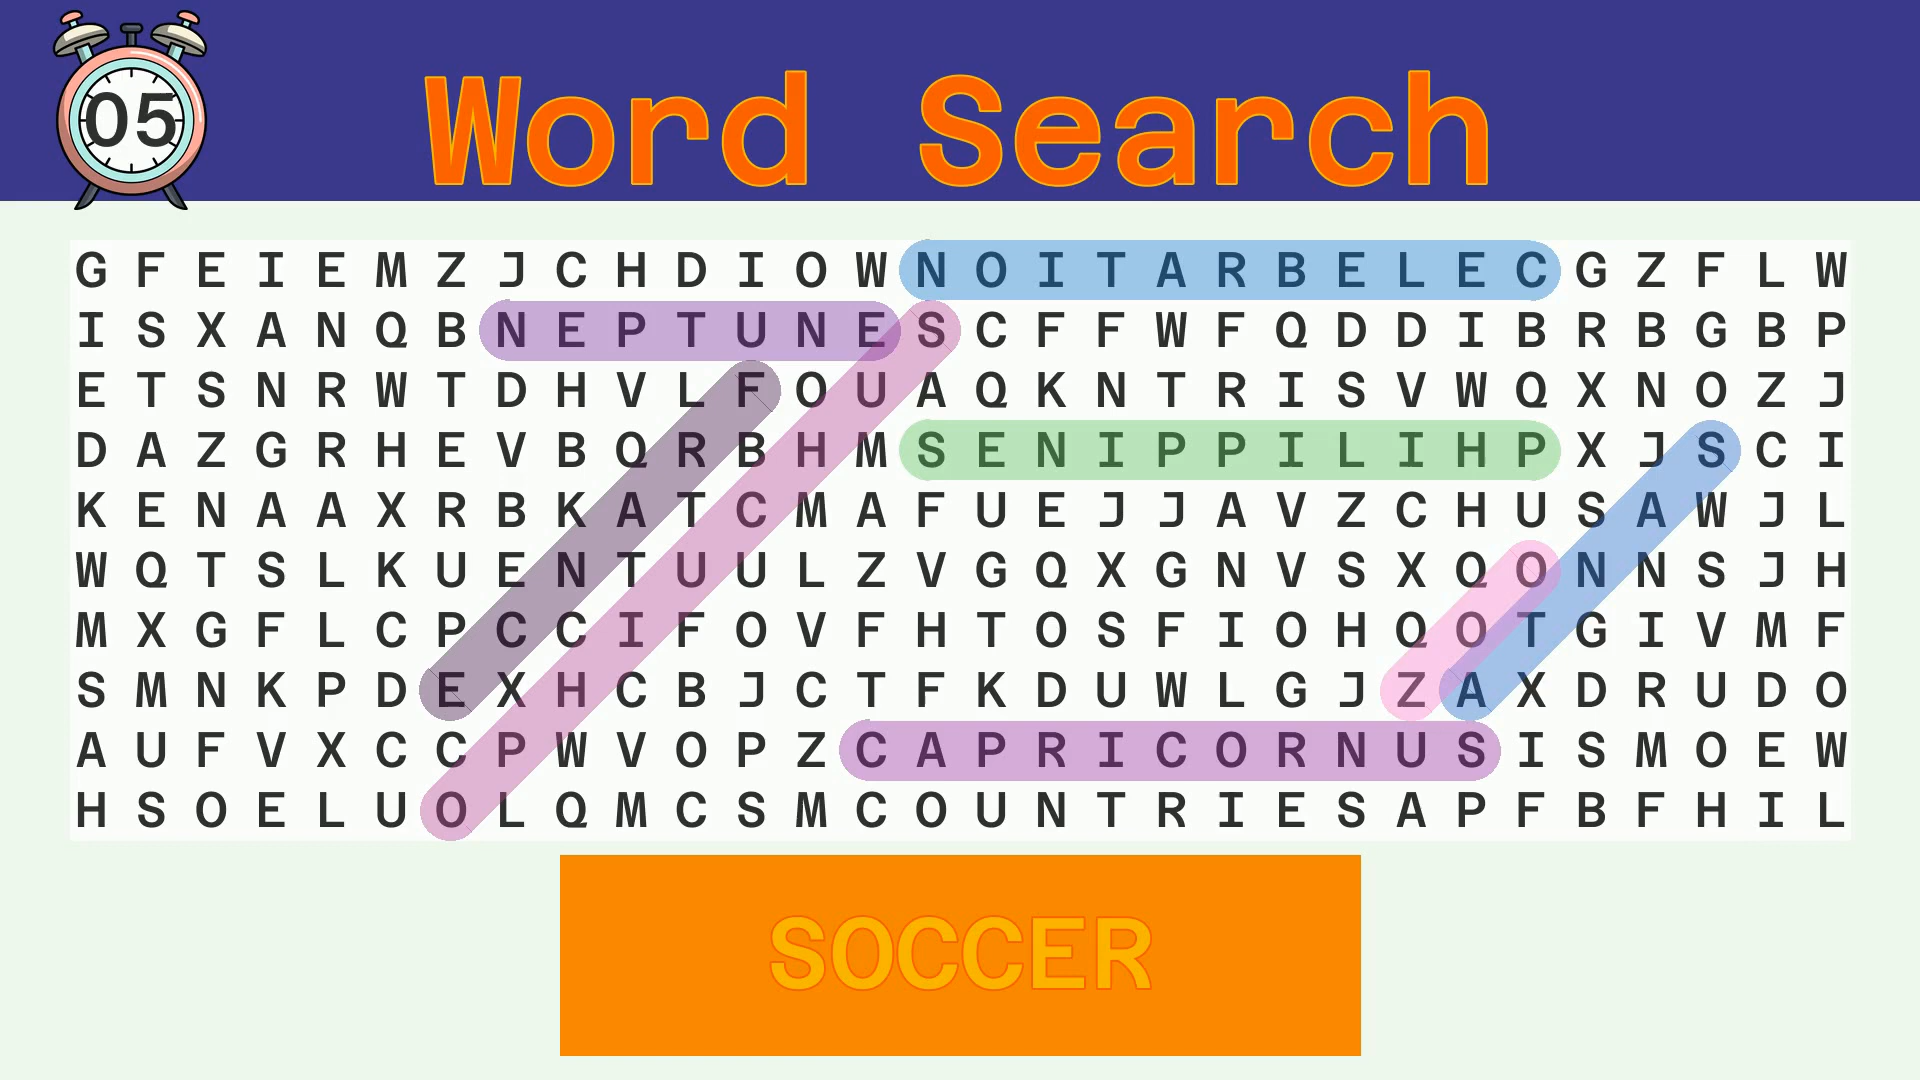 05
Word Search
G F E I E M Z J C H D I O W N O I T A R B E L E C G Z F L W
I S X A N Q B N E P T U N E S C F F W F Q D D I B R B G B P
E T S N R W T D H V L F O U A Q K N T R I S V W Q X N O Z J
D A Z G R H E V B Q R B H M S E N I P P I L I H P X J S C I
K E N A A X R B K A T C M A F U E J J A V Z C H U S A W J L
W Q T S L K U E N T U U L Z V G Q X G N V S X Q O N N S J H
M X G F L C P C C I F O V F H T O S F I O H Q O T G I V M F
S M N K P D E X H C B J C T F K D U W L G J Z A X D R U D O
A U F V X C C P W V O P Z C A P R I C O R N U S I S M O E W
H S O E L U O L Q M C S M C O U N T R I E S A P F B F H I L
SOCCER